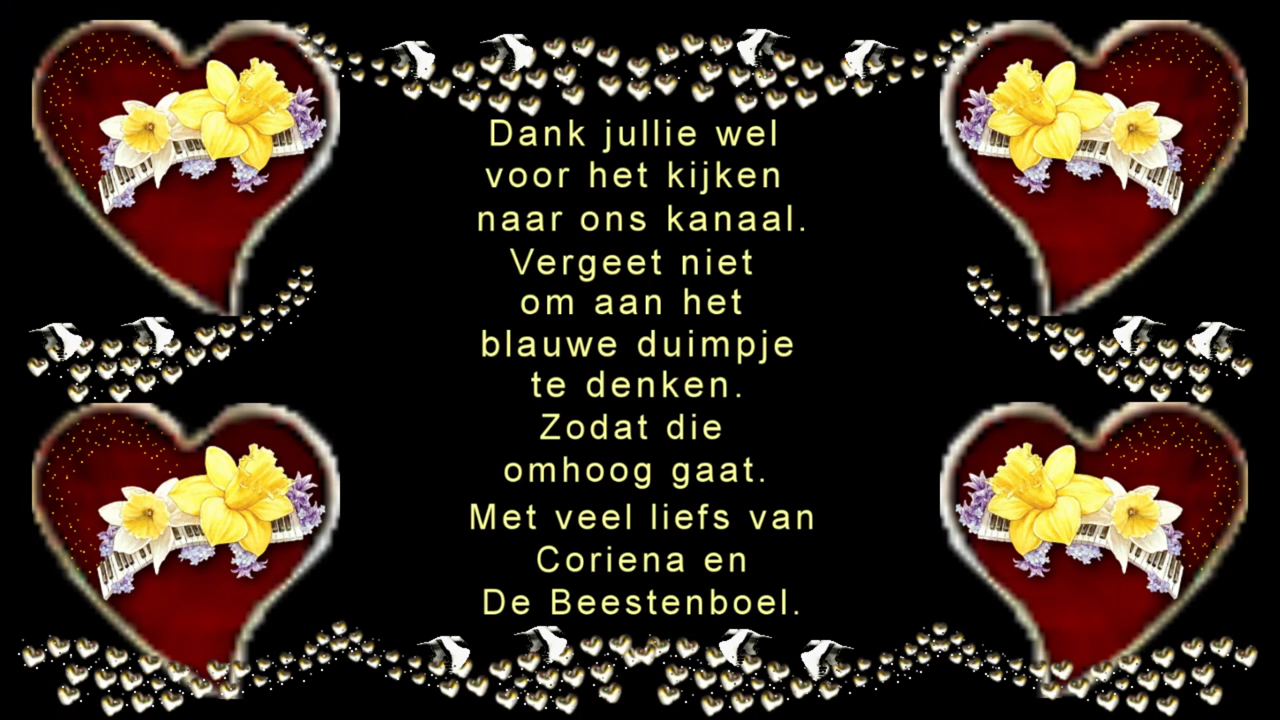 Dank jullie wel
voor het kijken
naar ons kanaal.
Vergeet niet
om aan het
blauwe duimpje
te denken.
Zodat die
omhoog gaat.
Met veel liefs van
Coriena en
De Beestenboel.